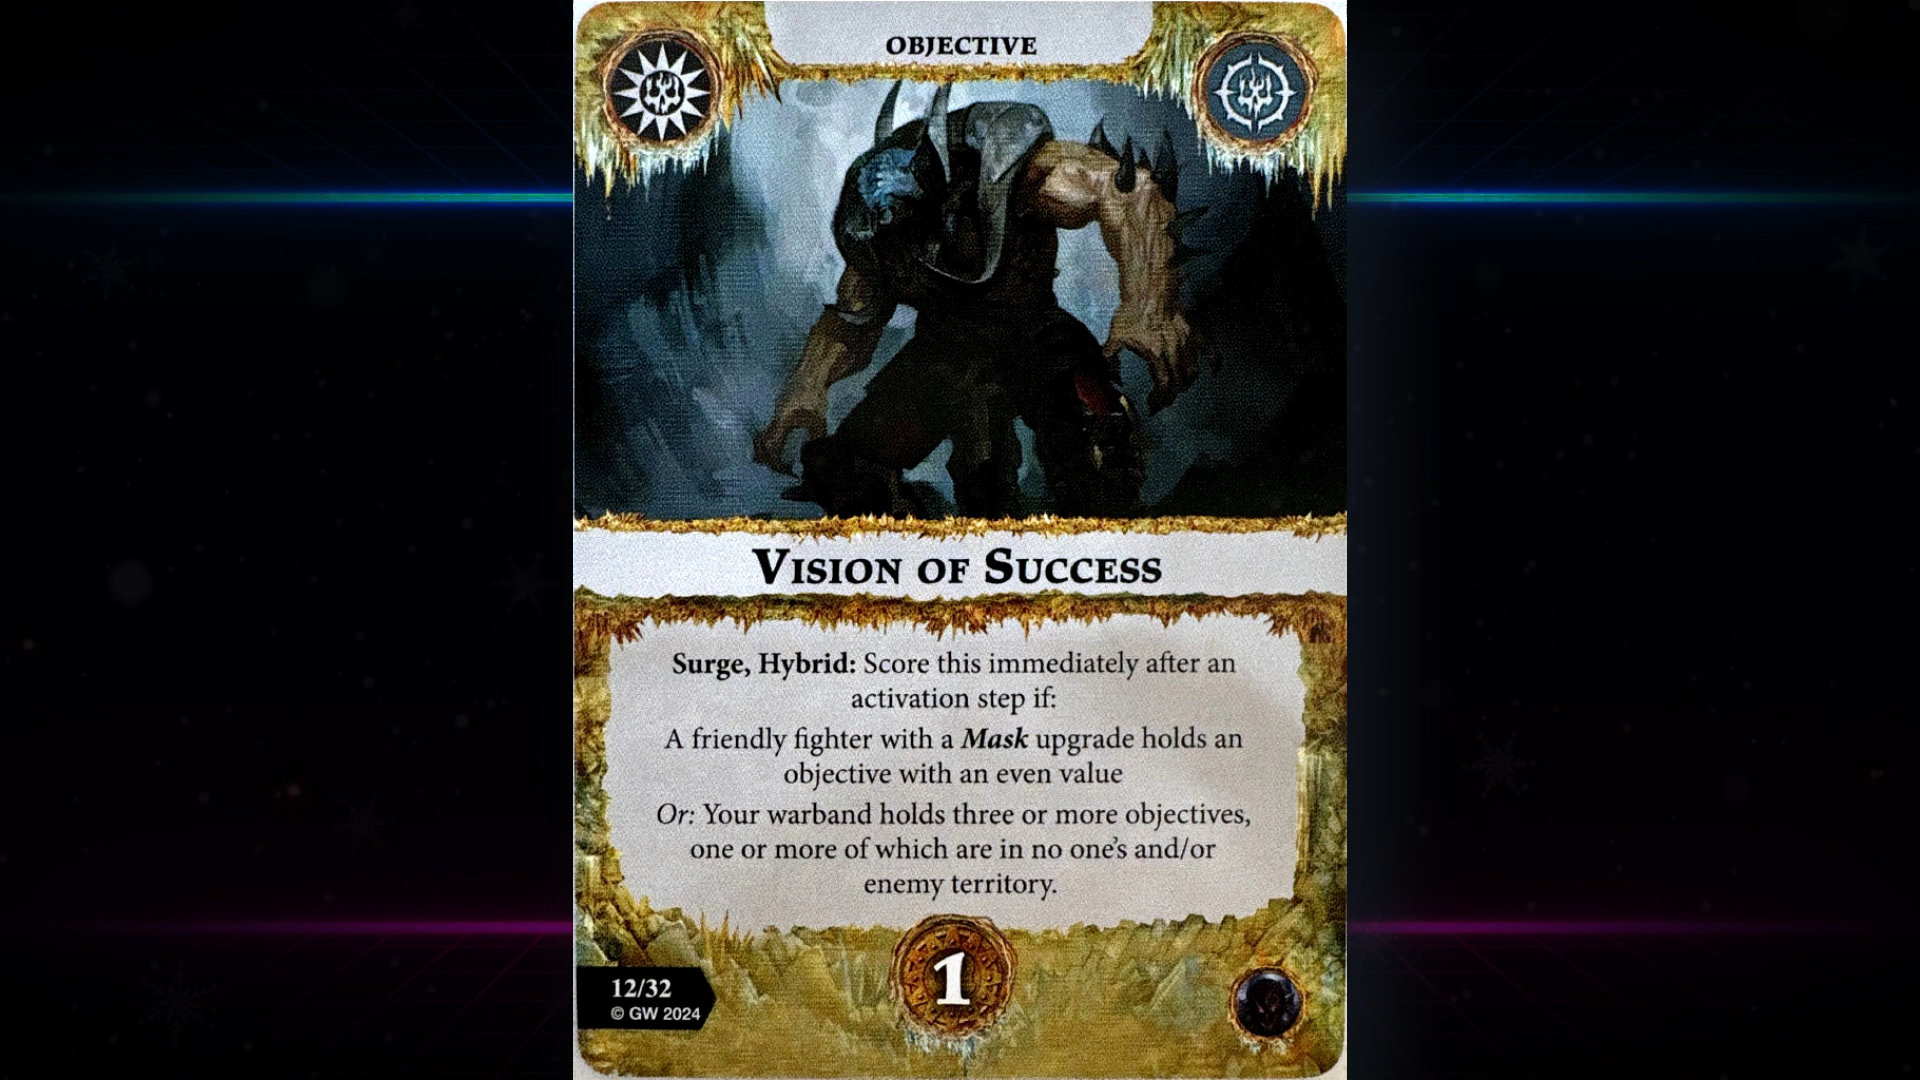 OBJECTIVE
VISION OF SUCCESS
Surge, Hybrid: Score this immediately after an
activation step if:
A friendly fighter with a Mask upgrade holds an
objective with an even value
Or: Your warband holds three or more objectives,
one or more of which are in no one's and/or
enemy territory.
1
12/32
© GW 2024